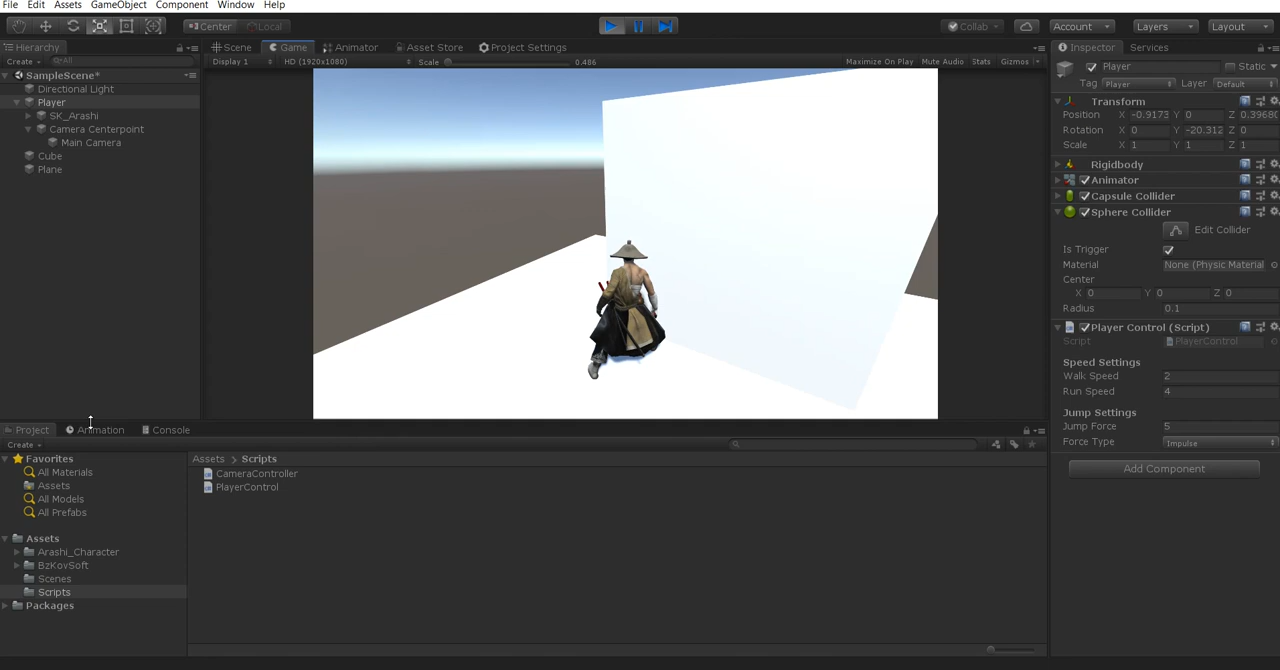 File Edit Assets GameObject Component Window Help
Center Local Collab Account Layers Layout
Hierarchy Scene Game Animator Asset Store Project Settings Inspector Services
Create All Display 1 HD (1920x1080) Scale 0.486 Maximize On Play Mute Audio Stats Gizmos Player Static
SampleScene* Tag Player Layer Default
Directional Light
Player Transform
SK_Arashi Position X -0.9173 Y 0 Z 0.3968
Camera Centerpoint Rotation X 0 Y -20.312 Z 0
Main Camera Scale X 1 Y 1 Z 1
Cube Rigidbody
Plane Animator
Capsule Collider
Sphere Collider
Edit Collider
Is Trigger
Material None (Physic Material
Center
X 0 Y 0 Z 0
Radius 0.1
Player Control (Script)
Script PlayerControl
Speed Settings
Walk Speed 2
Run Speed 4
Jump Settings
Jump Force 5
Force Type Impulse
Add Component
Project Animation Console
Create
Favorites Assets > Scripts
All Materials CameraController
Assets PlayerControl
All Models
All Prefabs
Assets
Arashi_Character
BzKovSoft
Scenes
Scripts
Packages